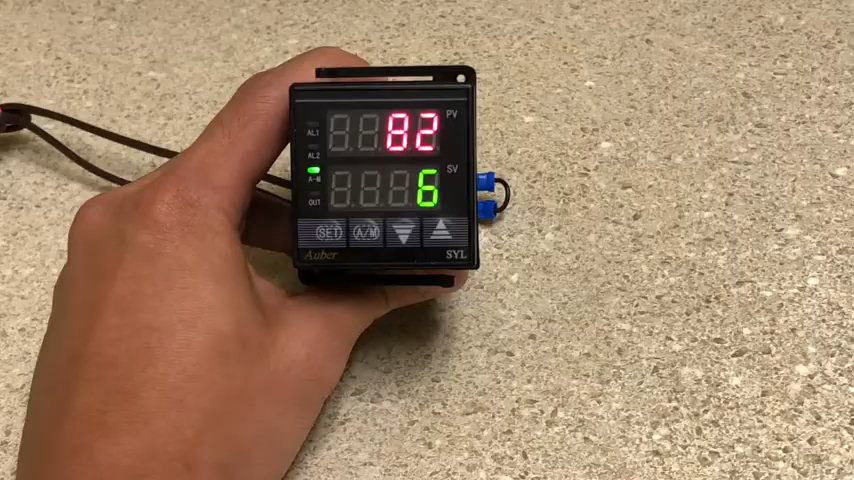 82 PV
AL1
AL2
6 SV
A-M
OUT
SET A/M
Auber SYL